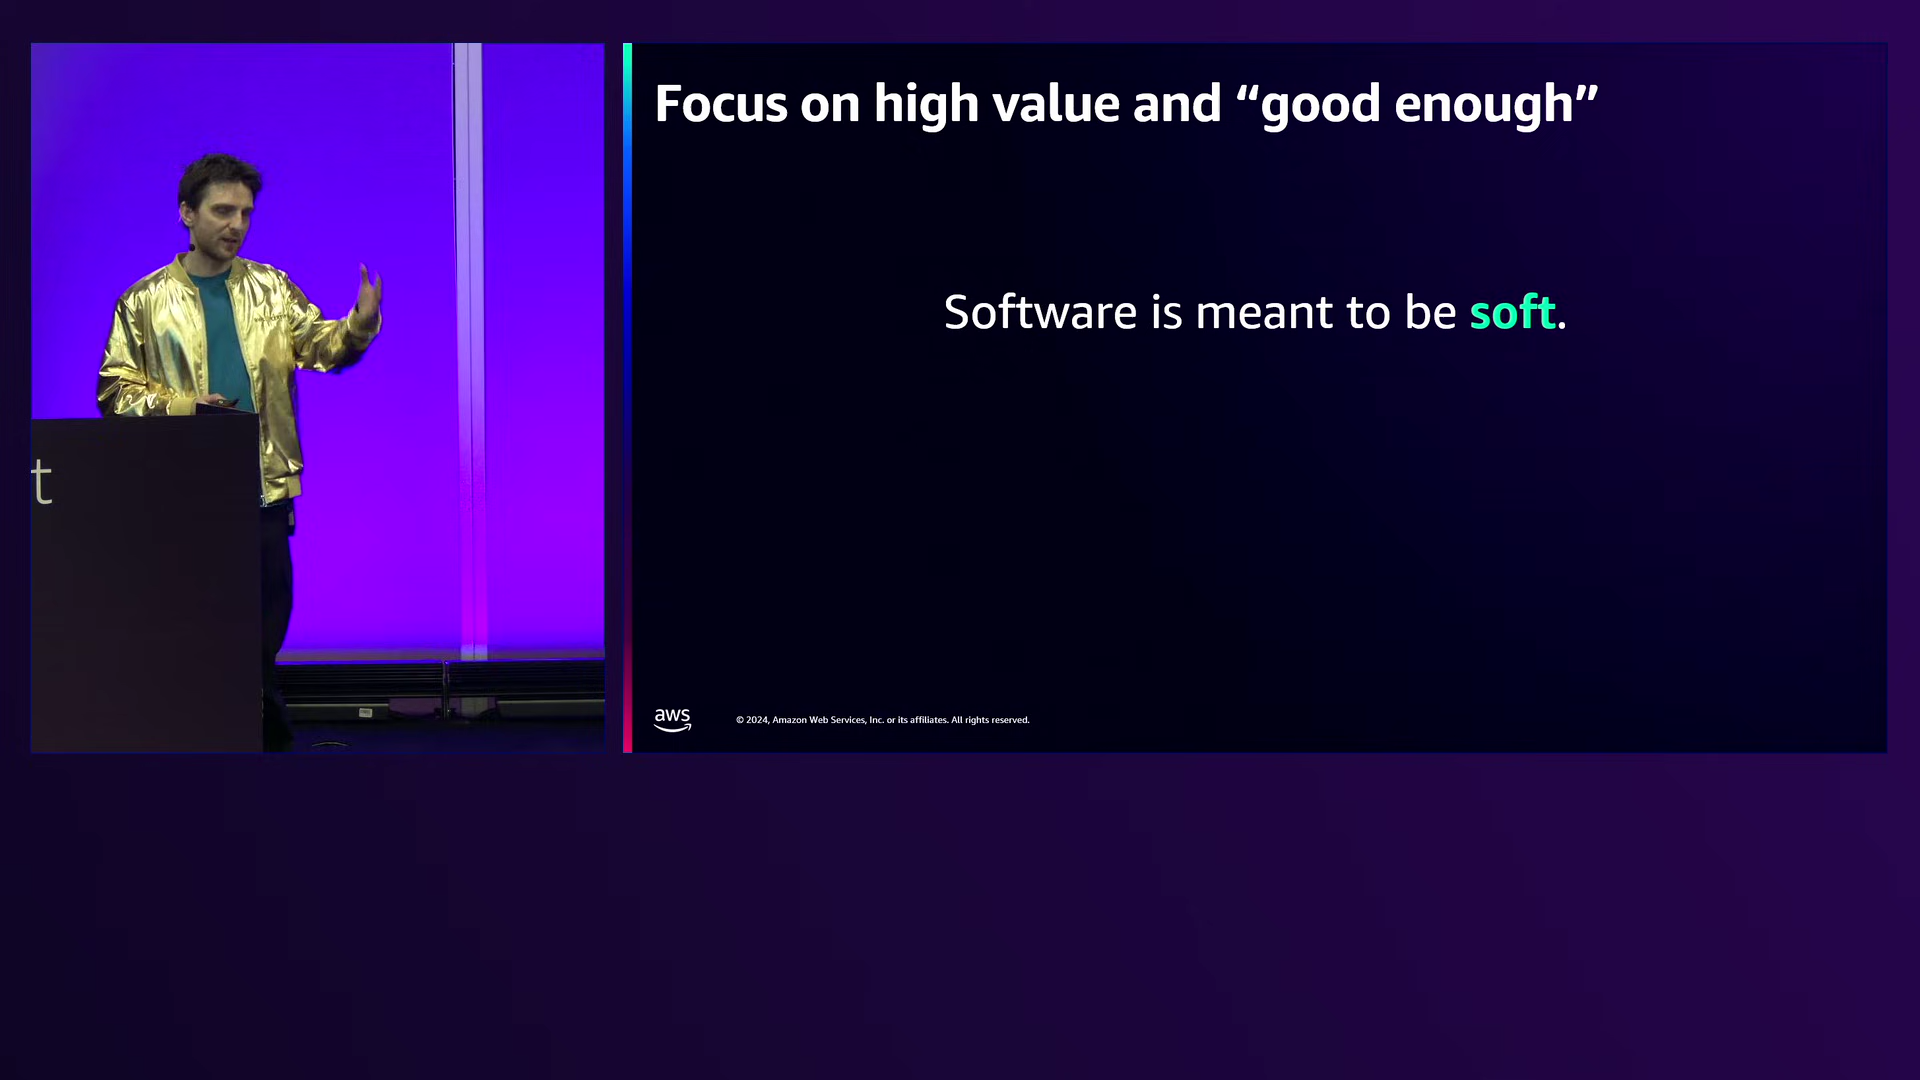 Focus on high value and “good enough”
Software is meant to be soft.
t
aws
© 2024, Amazon Web Services, Inc. or its affiliates. All rights reserved.